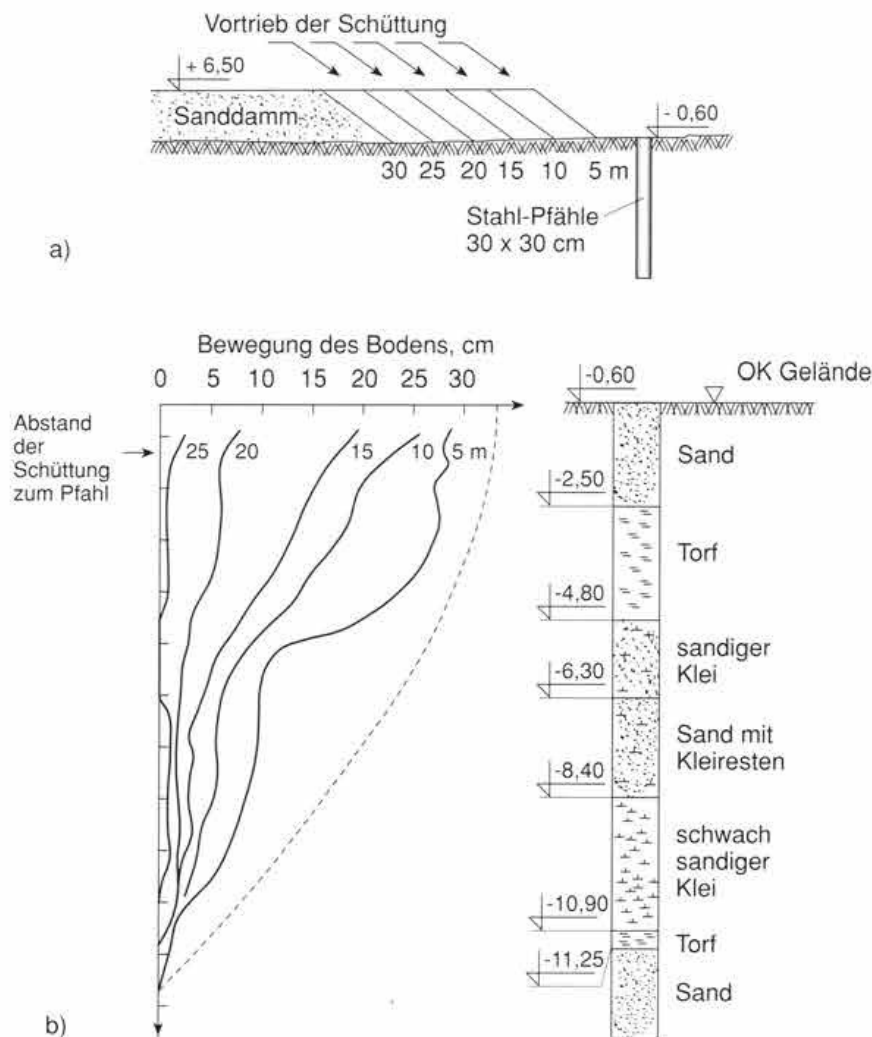 Vortrieb der Schüttung
+ 6,50
Sanddamm
- 0,60
30 25 20 15 10 5 m
Stahl-Pfähle
30 x 30 cm
a)
Bewegung des Bodens, cm
0 5 10 15 20 25 30
Abstand
der
Schüttung
zum Pfahl
25 20 15 10 5 m
b)
-0,60
OK Gelände
Sand
-2,50
Torf
-4,80
sandiger
Klei
-6,30
Sand mit
Kleiresten
-8,40
schwach
sandiger
Klei
-10,90
Torf
-11,25
Sand